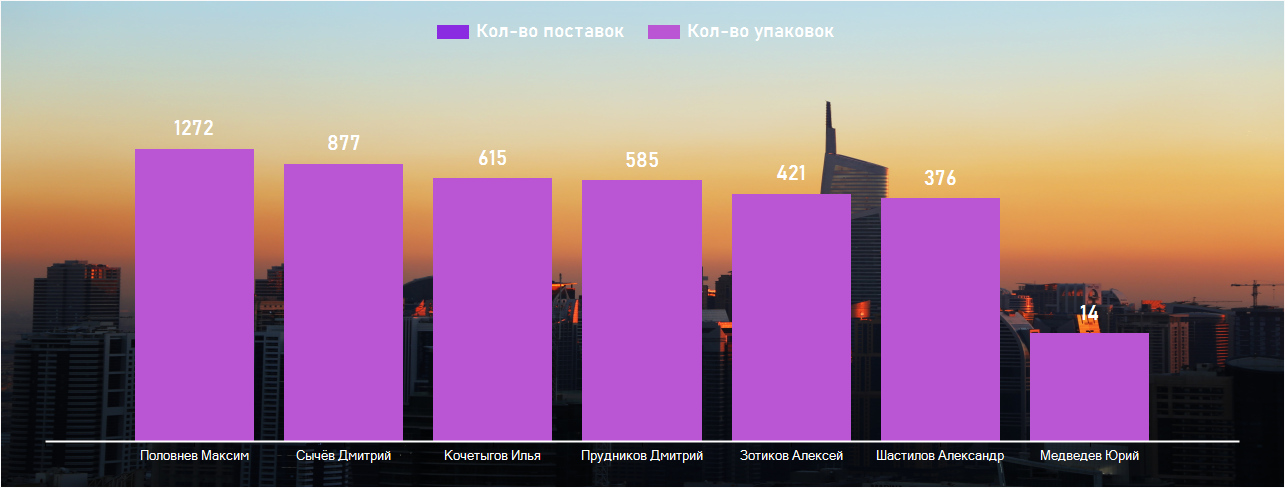 Кол-во поставок Кол-во упаковок
1272 877 615 585 421 376 14
Половнев Максим Сычёв Дмитрий Кочетыгов Илья Прудников Дмитрий Зотиков Алексей Шастилов Александр Медведев Юрий